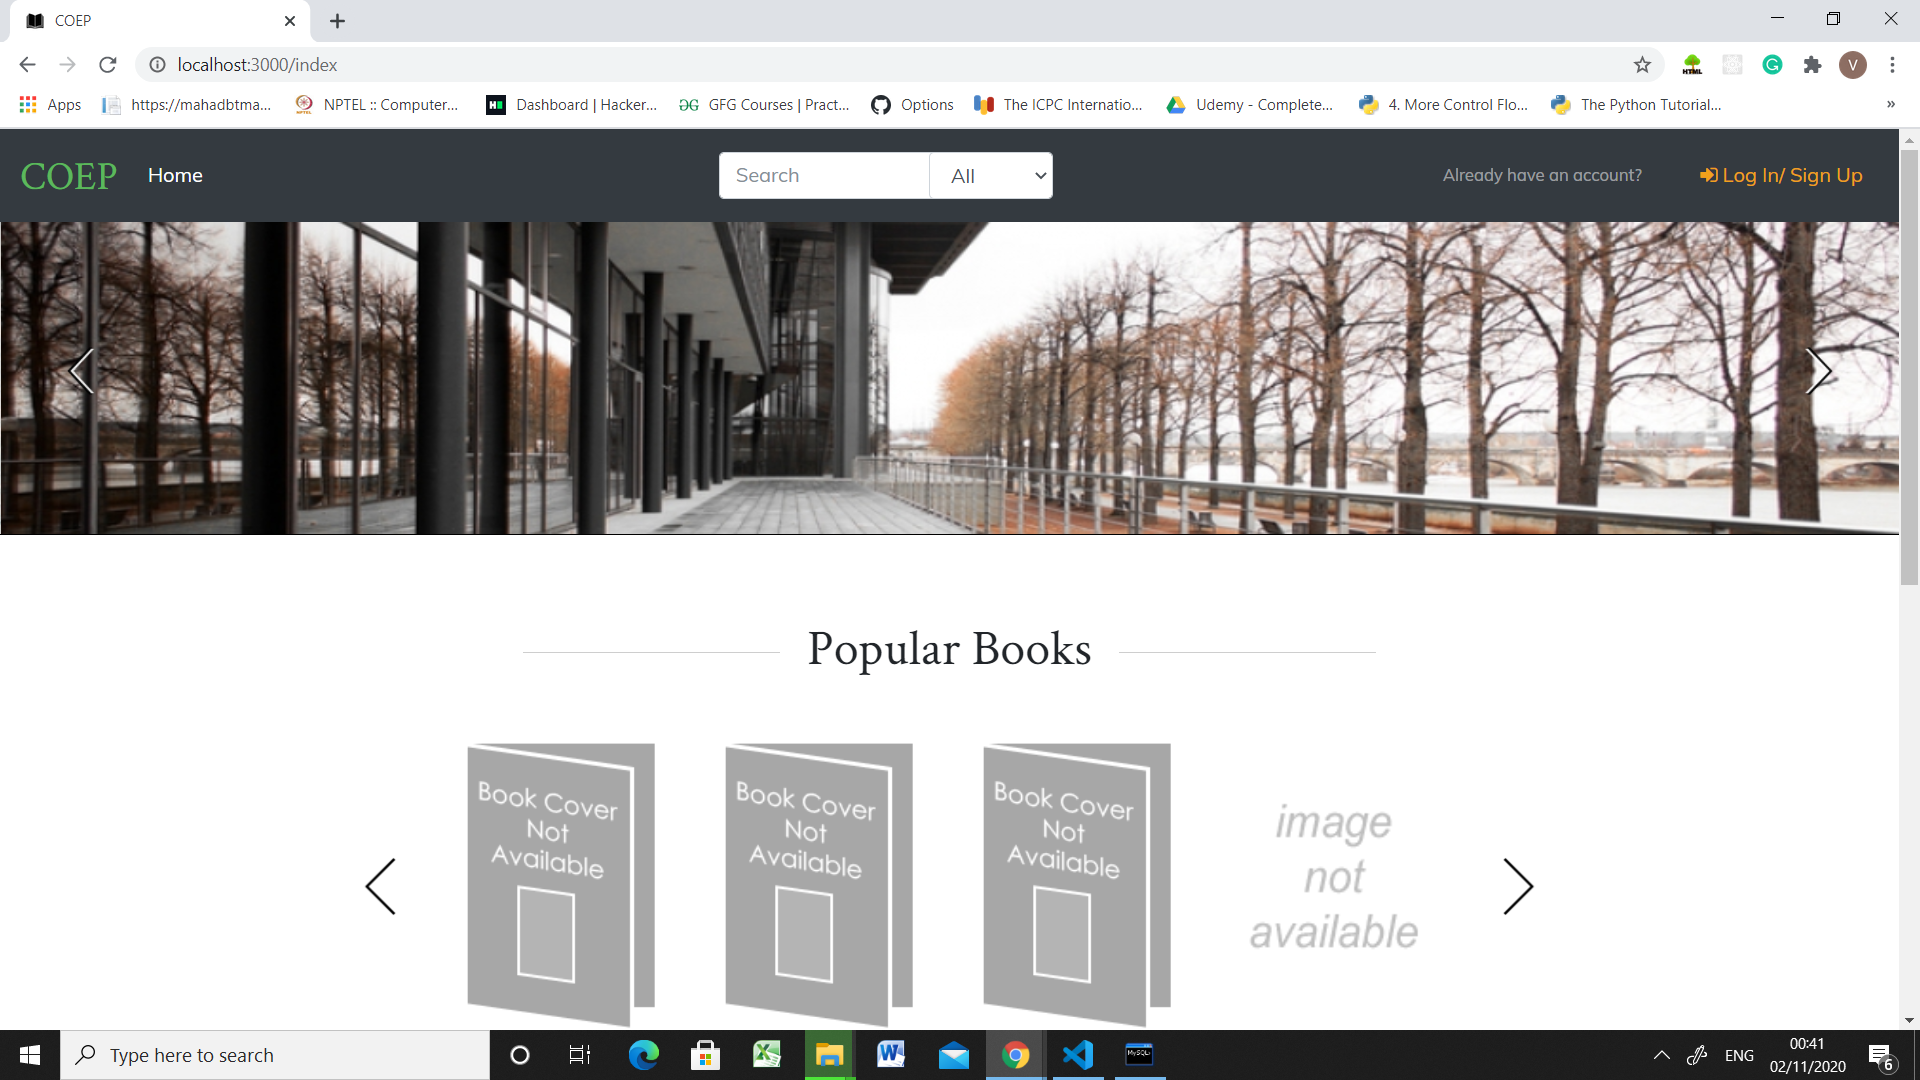 COEP
localhost:3000/index
V
Apps
https://mahadbtma...
NPTEL :: Computer...
Dashboard | Hacker...
GFG Courses | Pract...
Options
The ICPC Internatio...
Udemy - Complete...
4. More Control Flo...
The Python Tutorial...
»
COEP
Home
Search
All
Already have an account?
Log In/ Sign Up
Popular Books
Book Cover
Not
Available
Book Cover
Not
Available
Book Cover
Not
Available
image
not
available
Type here to search
ENG
00:41
02/11/2020
6